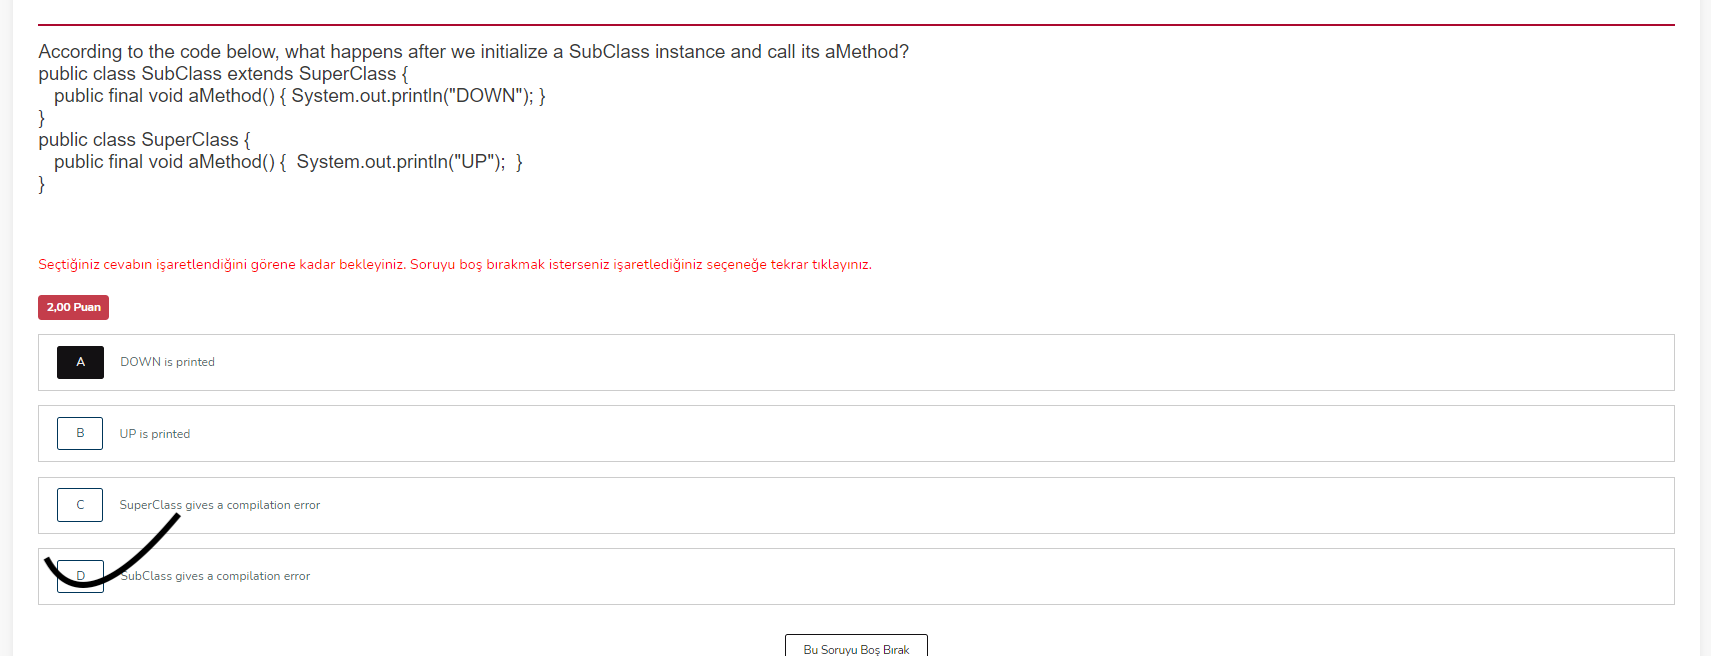 According to the code below, what happens after we initialize a SubClass instance and call its aMethod?
public class SubClass extends SuperClass {
public final void aMethod() { System.out.println("DOWN"); }
}
public class SuperClass {
public final void aMethod() {  System.out.println("UP");  }
}
Seçtiğiniz cevabın işaretlendiğini görene kadar bekleyiniz. Soruyu boş bırakmak isterseniz işaretlediğiniz seçeneğe tekrar tıklayınız.
2,00 Puan
A DOWN is printed
B UP is printed
C SuperClass gives a compilation error
D SubClass gives a compilation error
Bu Soruyu Boş Bırak